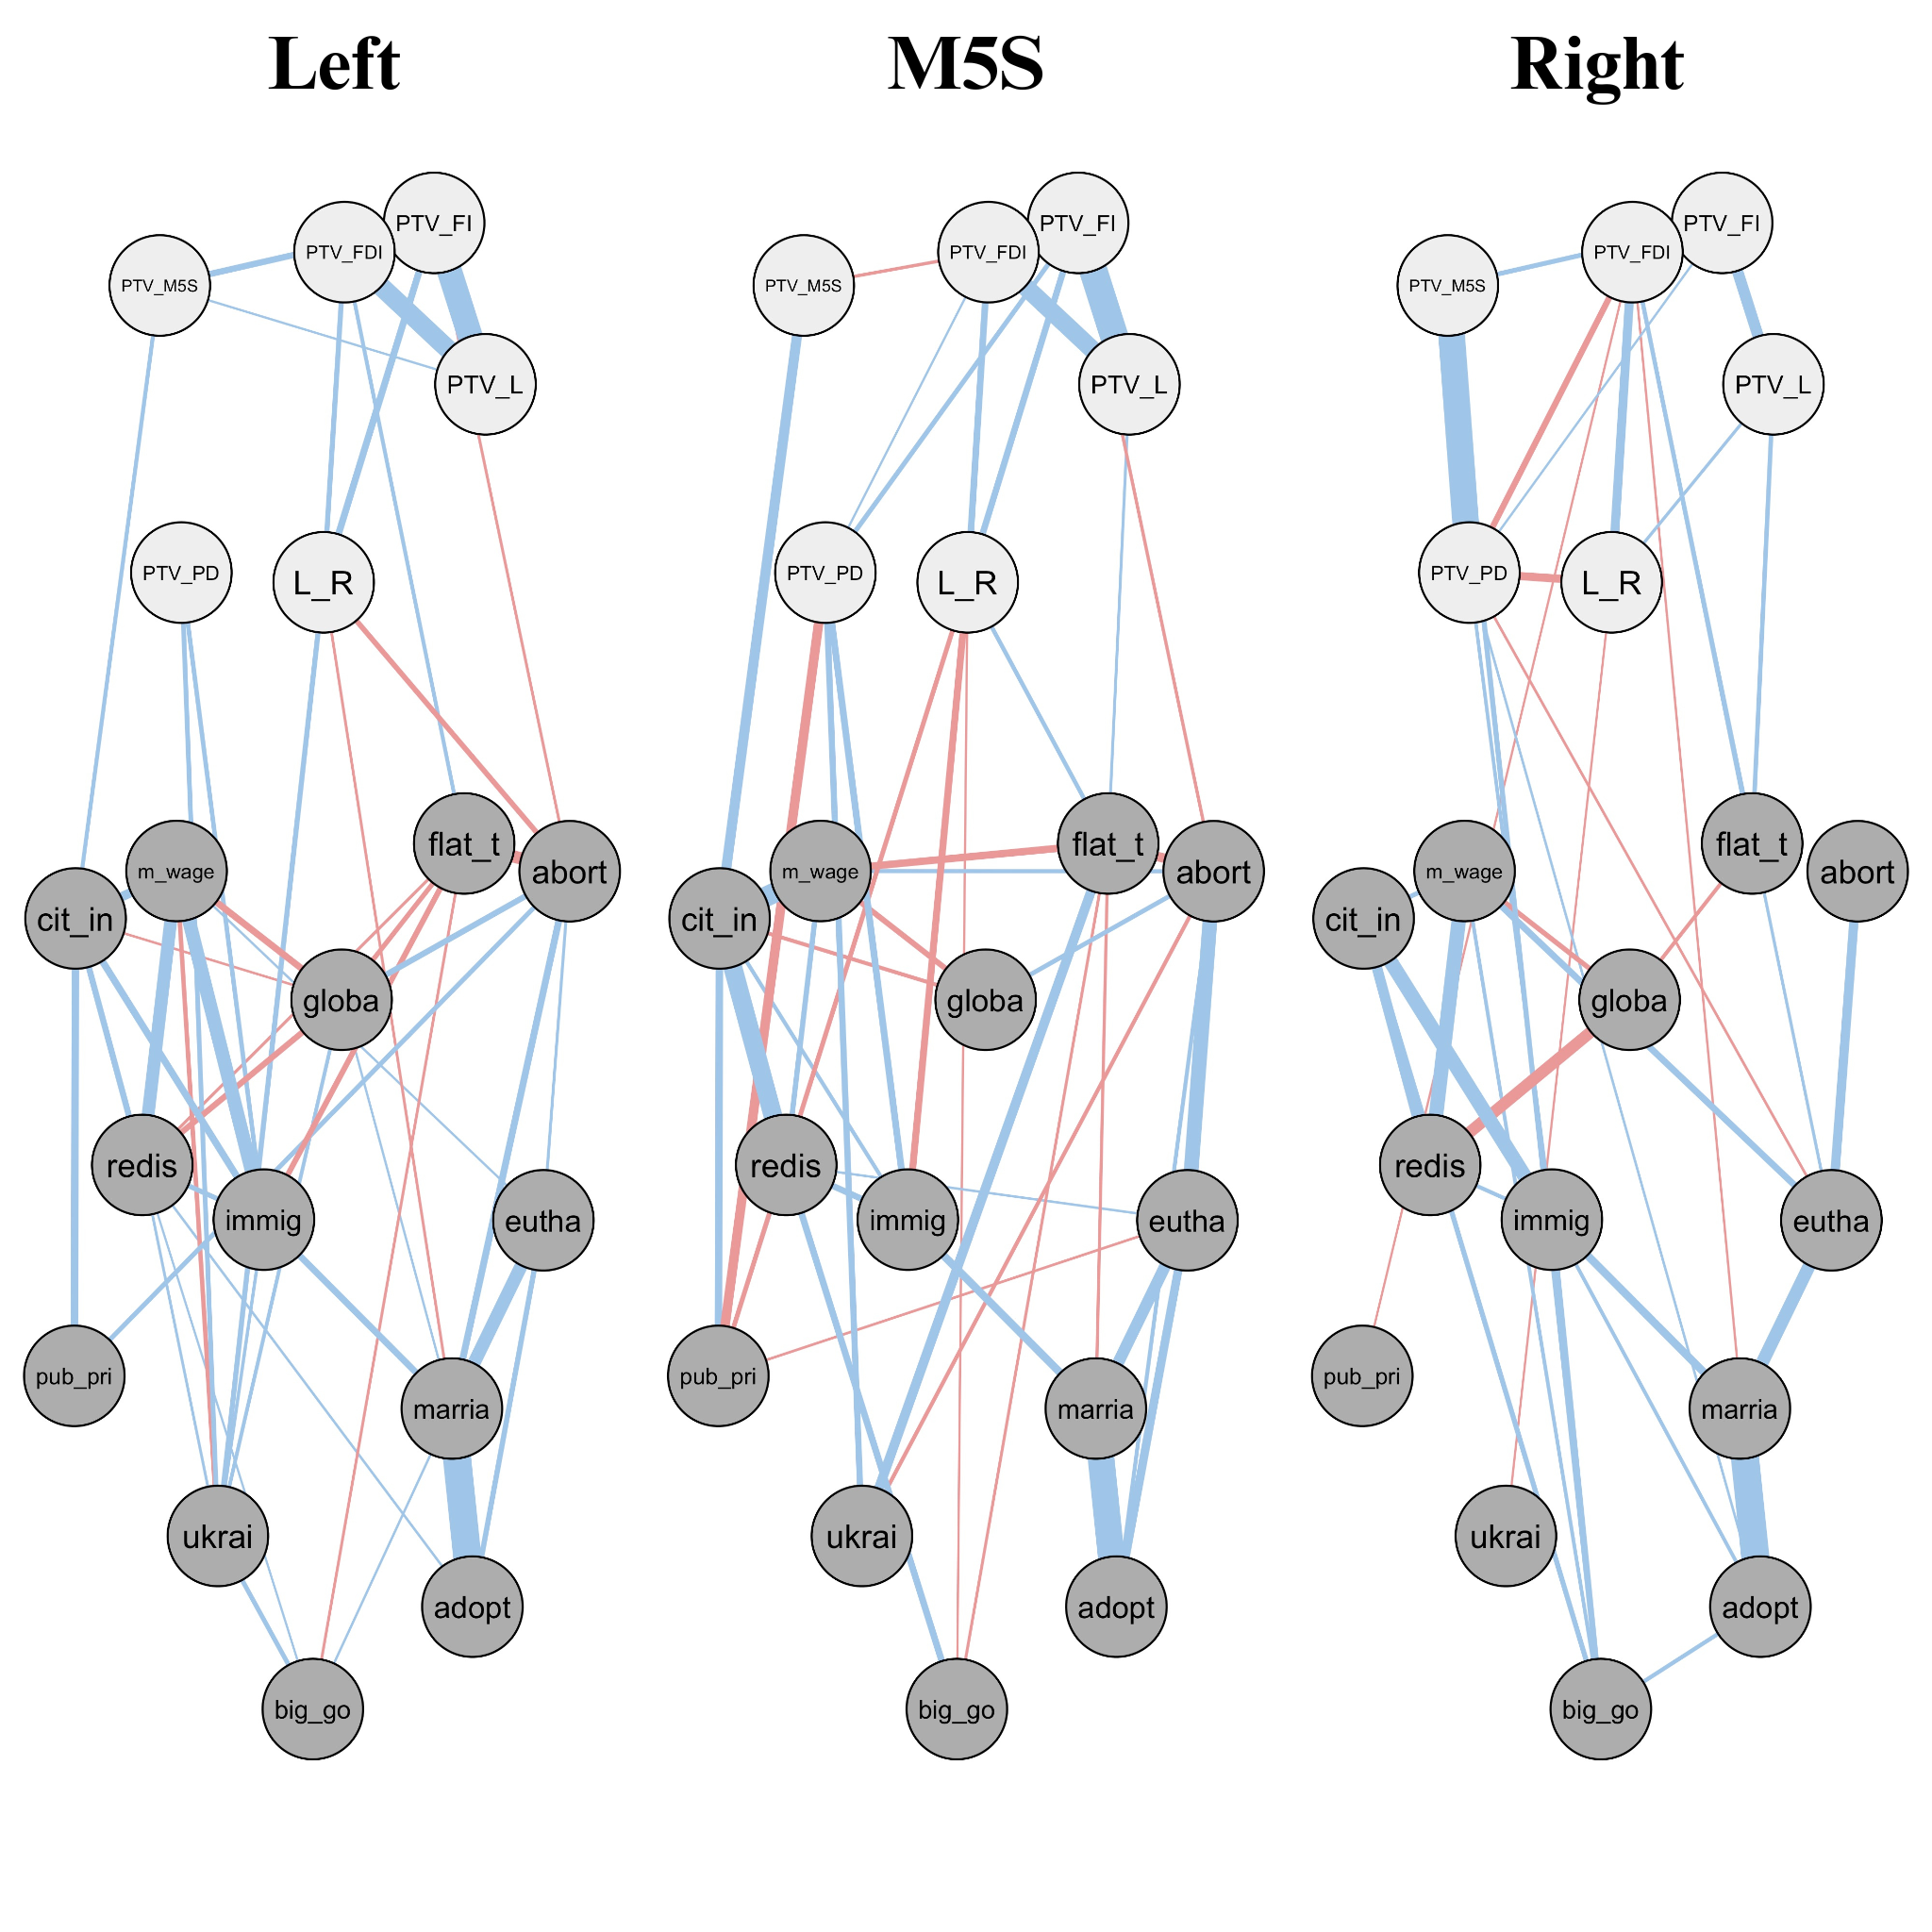 Left
M5S
Right
PTV_FI
PTV_FDI
PTV_M5S
PTV_L
PTV_PD
L_R
flat_t
m_wage
abort
cit_in
globa
redis
immig
eutha
pub_pri
marria
ukrai
adopt
big_go
PTV_FI
PTV_FDI
PTV_M5S
PTV_L
PTV_PD
L_R
flat_t
m_wage
abort
cit_in
globa
redis
immig
eutha
pub_pri
marria
ukrai
adopt
big_go
PTV_FI
PTV_FDI
PTV_M5S
PTV_L
PTV_PD
L_R
flat_t
m_wage
abort
cit_in
globa
redis
immig
eutha
pub_pri
marria
ukrai
adopt
big_go